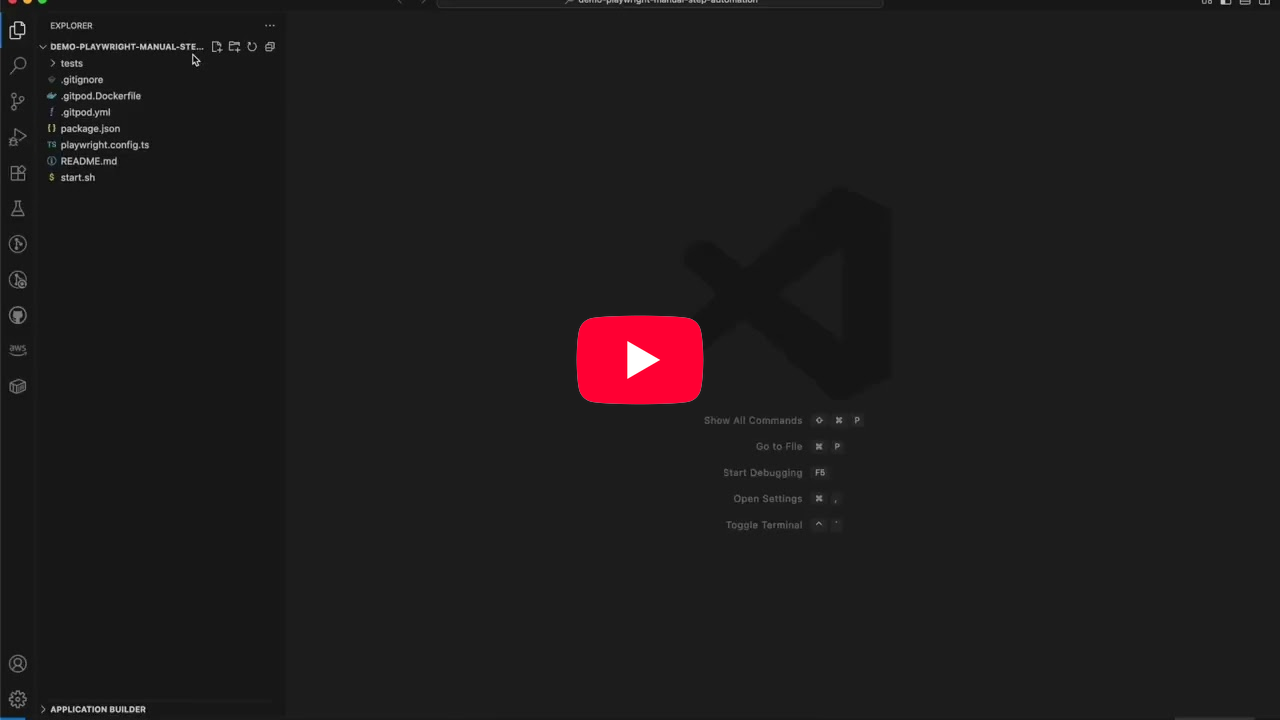 demo-playwright-manual-step-automation
EXPLORER
DEMO-PLAYWRIGHT-MANUAL-STE...
tests
.gitignore
.gitpod.Dockerfile
.gitpod.yml
package.json
TS playwright.config.ts
README.md
$ start.sh
aws
Show All Commands ⇧ ⌘ P
Go to File ⌘ P
Start Debugging F5
Open Settings ⌘ ,
Toggle Terminal ^ `
APPLICATION BUILDER